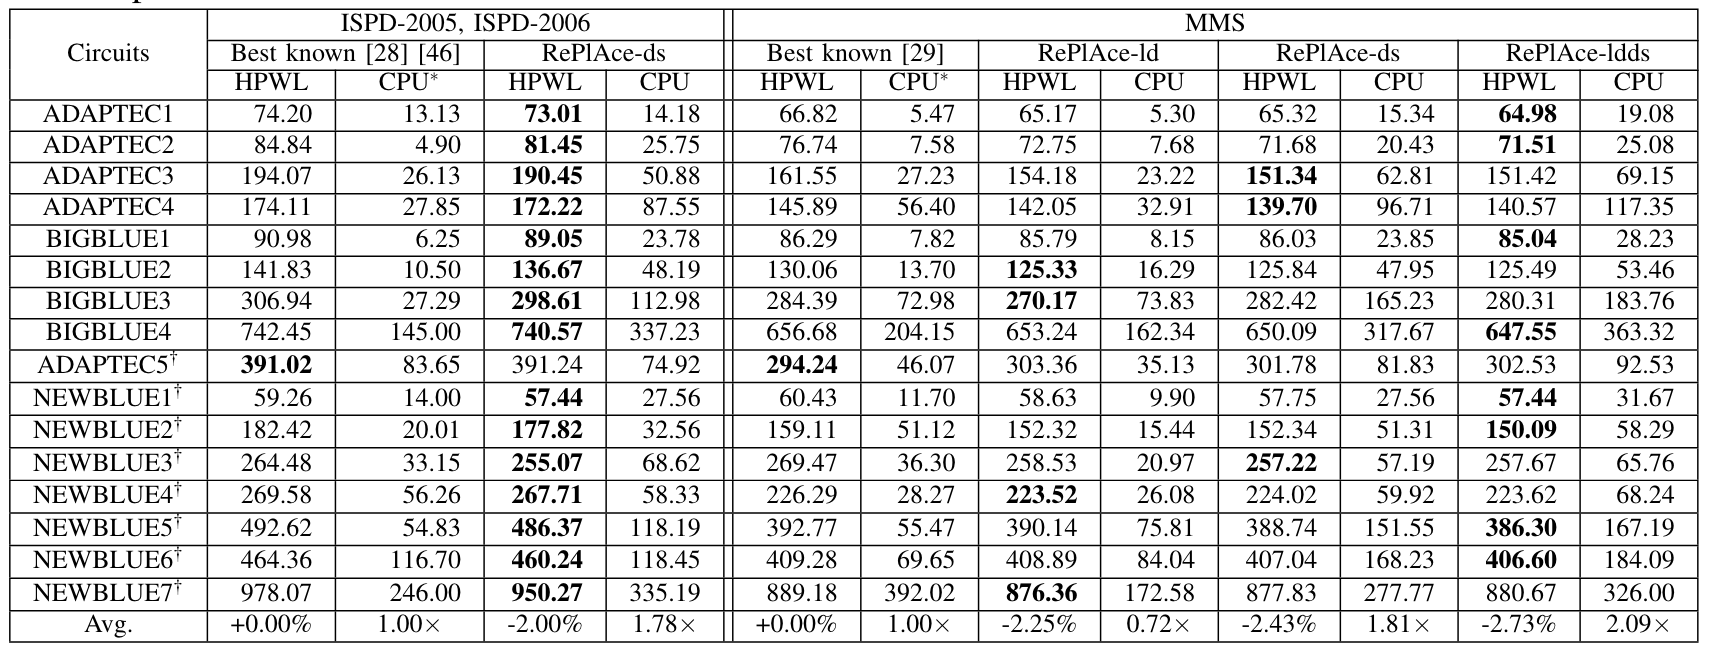 ISPD-2005, ISPD-2006 MMS
Circuits Best known [28] [46] RePlAce-ds Best known [29] RePlAce-ld RePlAce-ds RePlAce-ldds
HPWL CPU* HPWL CPU HPWL CPU* HPWL CPU HPWL CPU HPWL CPU
ADAPTEC1 74.20 13.13 73.01 14.18 66.82 5.47 65.17 5.30 65.32 15.34 64.98 19.08
ADAPTEC2 84.84 4.90 81.45 25.75 76.74 7.58 72.75 7.68 71.68 20.43 71.51 25.08
ADAPTEC3 194.07 26.13 190.45 50.88 161.55 27.23 154.18 23.22 151.34 62.81 151.42 69.15
ADAPTEC4 174.11 27.85 172.22 87.55 145.89 56.40 142.05 32.91 139.70 96.71 140.57 117.35
BIGBLUE1 90.98 6.25 89.05 23.78 86.29 7.82 85.79 8.15 86.03 23.85 85.04 28.23
BIGBLUE2 141.83 10.50 136.67 48.19 130.06 13.70 125.33 16.29 125.84 47.95 125.49 53.46
BIGBLUE3 306.94 27.29 298.61 112.98 284.39 72.98 270.17 73.83 282.42 165.23 280.31 183.76
BIGBLUE4 742.45 145.00 740.57 337.23 656.68 204.15 653.24 162.34 650.09 317.67 647.55 363.32
ADAPTEC5† 391.02 83.65 391.24 74.92 294.24 46.07 303.36 35.13 301.78 81.83 302.53 92.53
NEWBLUE1† 59.26 14.00 57.44 27.56 60.43 11.70 58.63 9.90 57.75 27.56 57.44 31.67
NEWBLUE2† 182.42 20.01 177.82 32.56 159.11 51.12 152.32 15.44 152.34 51.31 150.09 58.29
NEWBLUE3† 264.48 33.15 255.07 68.62 269.47 36.30 258.53 20.97 257.22 57.19 257.67 65.76
NEWBLUE4† 269.58 56.26 267.71 58.33 226.29 28.27 223.52 26.08 224.02 59.92 223.62 68.24
NEWBLUE5† 492.62 54.83 486.37 118.19 392.77 55.47 390.14 75.81 388.74 151.55 386.30 167.19
NEWBLUE6† 464.36 116.70 460.24 118.45 409.28 69.65 408.89 84.04 407.04 168.23 406.60 184.09
NEWBLUE7† 978.07 246.00 950.27 335.19 889.18 392.02 876.36 172.58 877.83 277.77 880.67 326.00
Avg. +0.00% 1.00× -2.00% 1.78× +0.00% 1.00× -2.25% 0.72× -2.43% 1.81× -2.73% 2.09×